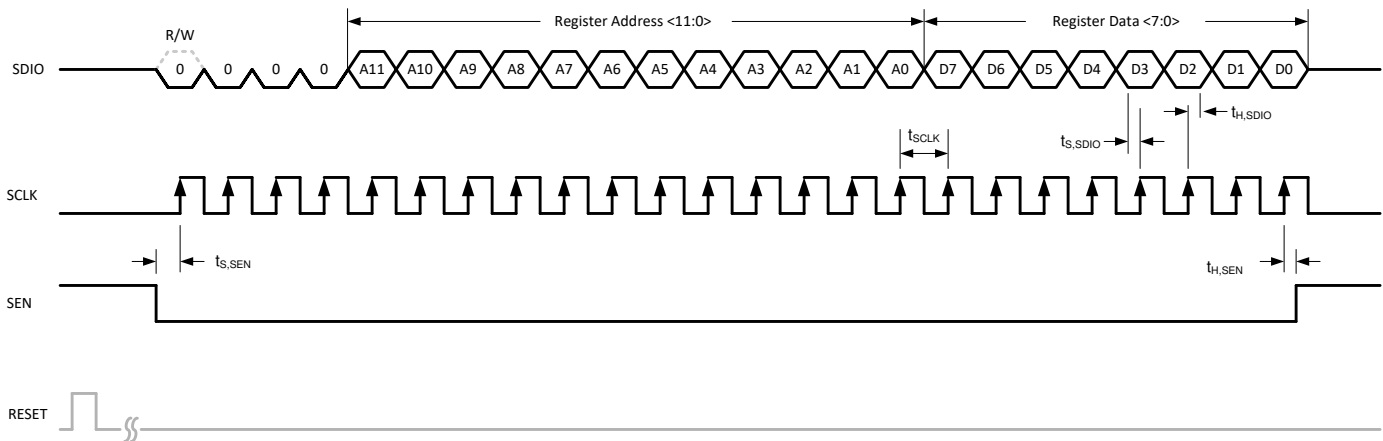 Register Address <11:0> Register Data <7:0>
R/W
SDIO 0 0 0 0 A11 A10 A9 A8 A7 A6 A5 A4 A3 A2 A1 A0 D7 D6 D5 D4 D3 D2 D1 D0
tH,SDIO
tSCLK tS,SDIO
SCLK
tS,SEN tH,SEN
SEN
RESET